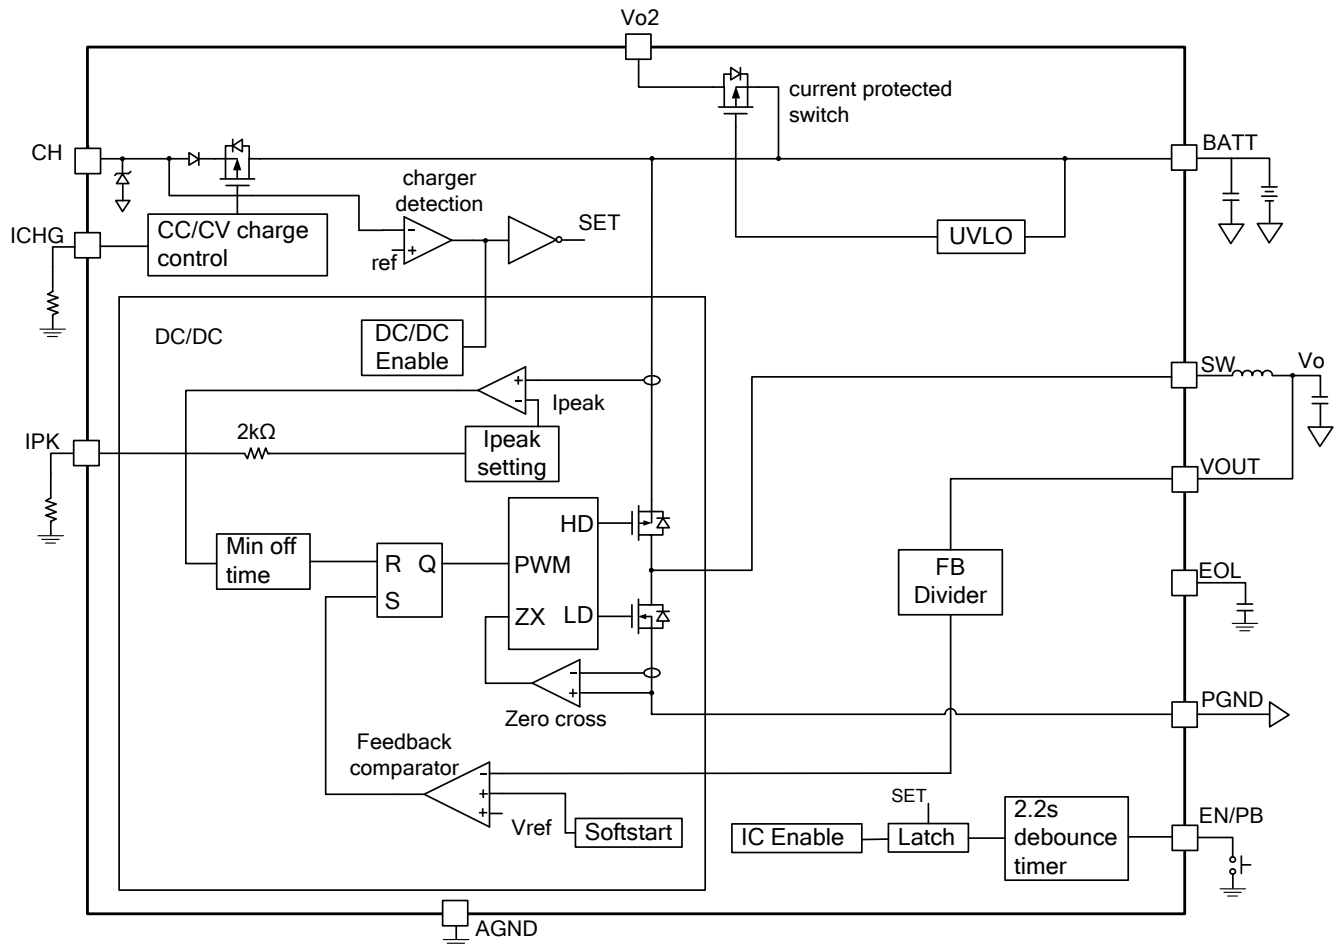 Vo2
current protected
switch
CH
BATT
charger
detection
-
+
ref
SET
ICHG
CC/CV charge
control
UVLO
DC/DC
DC/DC
Enable
SW
Vo
+
-
Ipeak
IPK
2kΩ
Ipeak
setting
VOUT
HD
PWM
ZX
LD
Min off
time
R Q
S
FB
Divider
EOL
-
+
Zero cross
PGND
Feedback
comparator
-
+
+
Vref
Softstart
SET
IC Enable
Latch
2.2s
debounce
timer
EN/PB
AGND